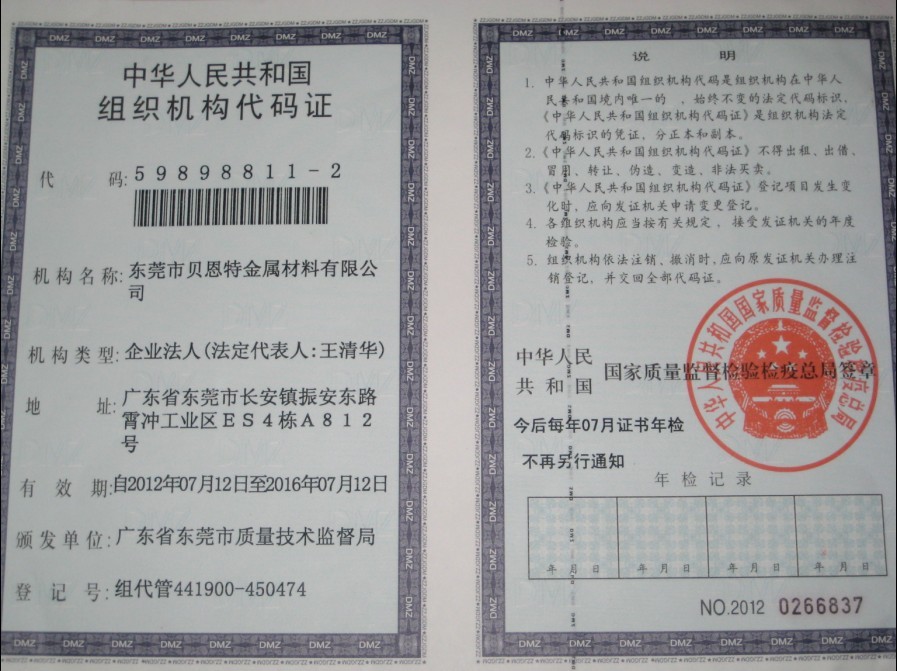 中华人民共和国
组织机构代码证
代 码:59898811-2
机构名称:东莞市贝恩特金属材料有限公
司
机构类型:企业法人(法定代表人:王清华)
地 址:广东省东莞市长安镇振安东路
霄冲工业区ES4栋A812
号
有 效 期:自2012年07月12日至2016年07月12日
颁发单位:广东省东莞市质量技术监督局
登 记 号:组代管441900-450474
说 明
1. 中华人民共和国组织机构代码是组织机构在中华人
民共和国境内唯一的 、始终不变的法定代码标识,
《中华人民共和国组织机构代码证》是组织机构法定
代码标识的凭证,分正本和副本。
2.《中华人民共和国组织机构代码证》不得出租、出借、
冒用、转让、伪造、变造、非法买卖。
3.《中华人民共和国组织机构代码证》登记项目发生变
化时、应向发证机关申请变更登记。
4. 各组织机构应当按有关规定,接受发证机关的年度
检验。
5. 组织机构依法注销、撤消时,应向原发证机关办理注
销登记,并交回全部代码证。
中华人民共和国国家质量监督检验检疫总局
中华人民
共和国 国家质量监督检验检疫总局签章
今后每年07月证书年检
不再另行通知
年检记录
年 月 日 年 月 日 年 月 日 年 月 日
NO.2012 0266837